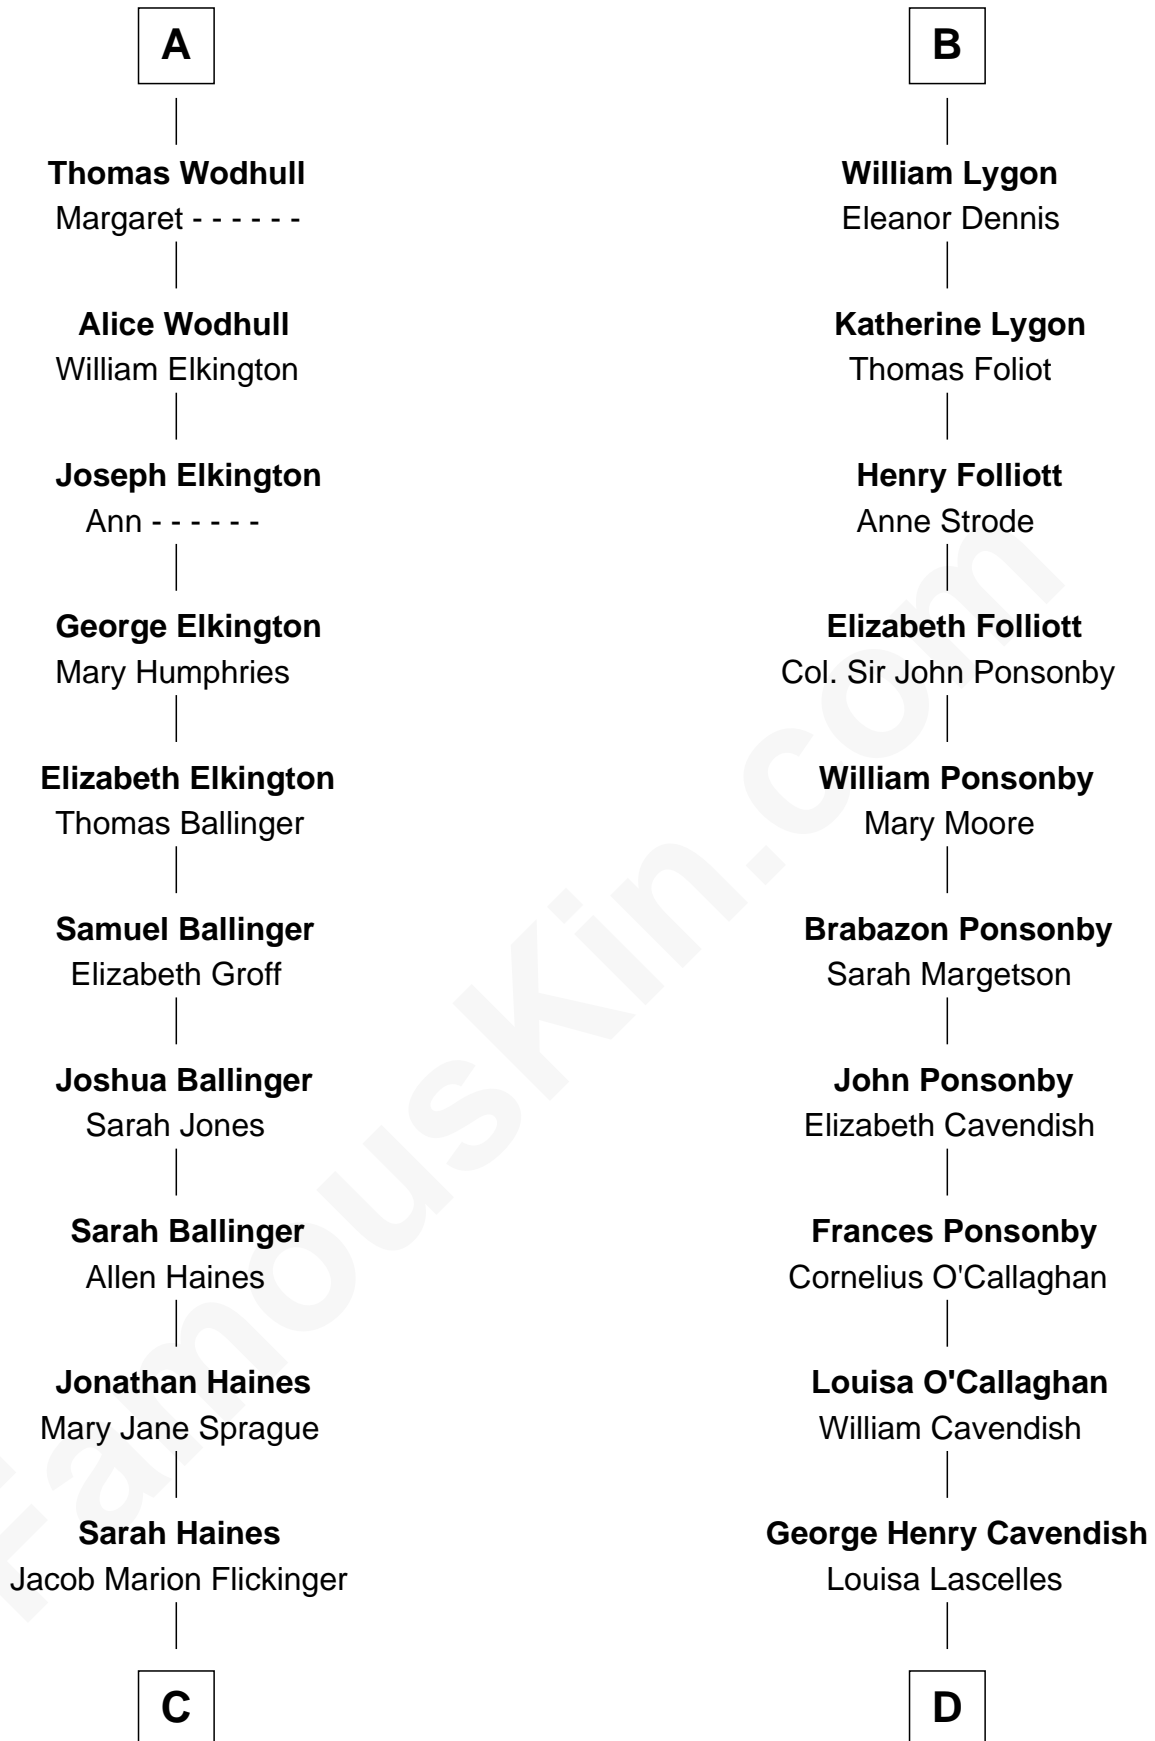 A
Thomas Wodhull
Margaret - - - - - -
Alice Wodhull
William Elkington
Joseph Elkington
Ann - - - - - -
George Elkington
Mary Humphries
Elizabeth Elkington
Thomas Ballinger
Samuel Ballinger
Elizabeth Groff
Joshua Ballinger
Sarah Jones
Sarah Ballinger
Allen Haines
Jonathan Haines
Mary Jane Sprague
Sarah Haines
Jacob Marion Flickinger
C
B
William Lygon
Eleanor Dennis
Katherine Lygon
Thomas Foliot
Henry Folliott
Anne Strode
Elizabeth Folliott
Col. Sir John Ponsonby
William Ponsonby
Mary Moore
Brabazon Ponsonby
Sarah Margetson
John Ponsonby
Elizabeth Cavendish
Frances Ponsonby
Cornelius O'Callaghan
Louisa O'Callaghan
William Cavendish
George Henry Cavendish
Louisa Lascelles
D
FamousKin.com